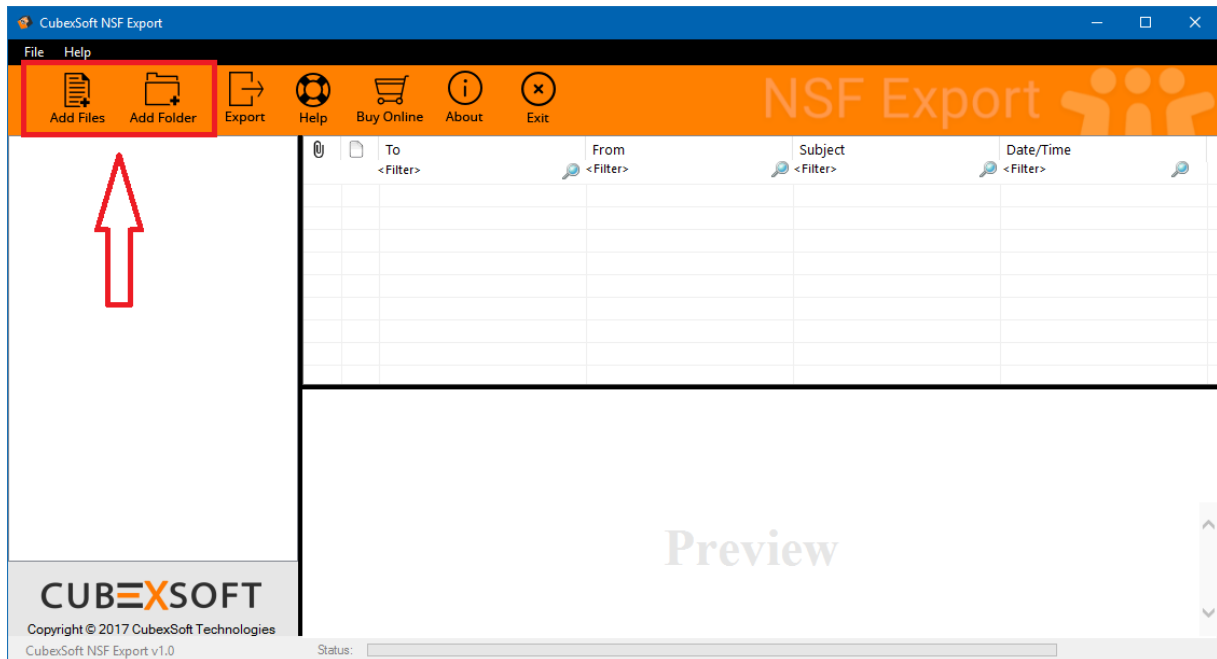 CubexSoft NSF Export
File Help
Add Files Add Folder Export Help Buy Online About Exit NSF Export
To From Subject Date/Time
<Filter> <Filter> <Filter> <Filter>
Preview
CUBEXSOFT
Copyright © 2017 CubexSoft Technologies
CubexSoft NSF Export v1.0 Status: